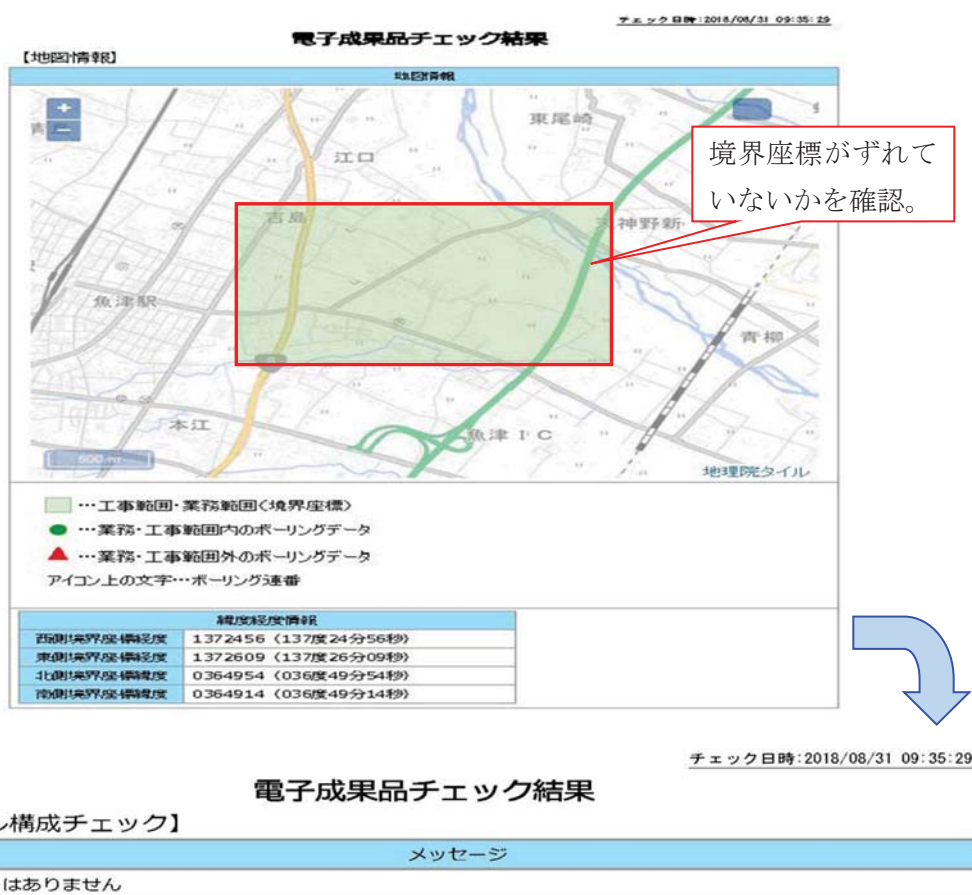 チェック日時:2018/08/31 09:35:29
電子成果品チェック結果
【地図情報】
地図情報
+
−
東尾崎
江口
境界座標がずれて
いないかを確認。
吉島
天神野新
魚津駅
青柳
本江
魚津IC
500 m
地理院タイル
…工事範囲・業務範囲(境界座標)
…業務・工事範囲内のボーリングデータ
…業務・工事範囲外のボーリングデータ
アイコン上の文字…ボーリング連番
緯度経度情報
西側境界座標経度 1372456 (137度24分56秒)
東側境界座標経度 1372609 (137度26分09秒)
北側境界座標緯度 0364954 (036度49分54秒)
南側境界座標緯度 0364914 (036度49分14秒)
チェック日時:2018/08/31 09:35:29
電子成果品チェック結果
構成チェック】
メッセージ
はありません